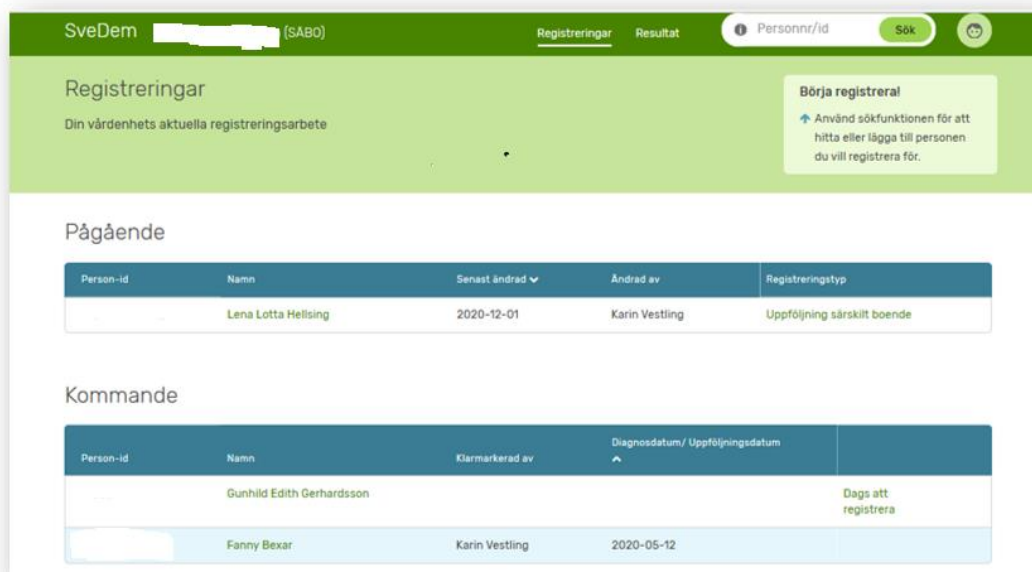 SveDem (SÄBO) Registreringar Resultat Personnr/id Sök
Registreringar
Din vårdenhets aktuella registreringsarbete
Börja registrera!
Använd sökfunktionen för att
hitta eller lägga till personen
du vill registrera för.
Pågående
Person-id Namn Senast ändrad Ändrad av Registreringstyp
Lena Lotta Hellsing 2020-12-01 Karin Vestling Uppföljning särskilt boende
Kommande
Person-id Namn Klarmarkerad av Diagnosdatum/ Uppföljningsdatum
Gunhild Edith Gerhardsson Dags att
registrera
Fanny Bexar Karin Vestling 2020-05-12